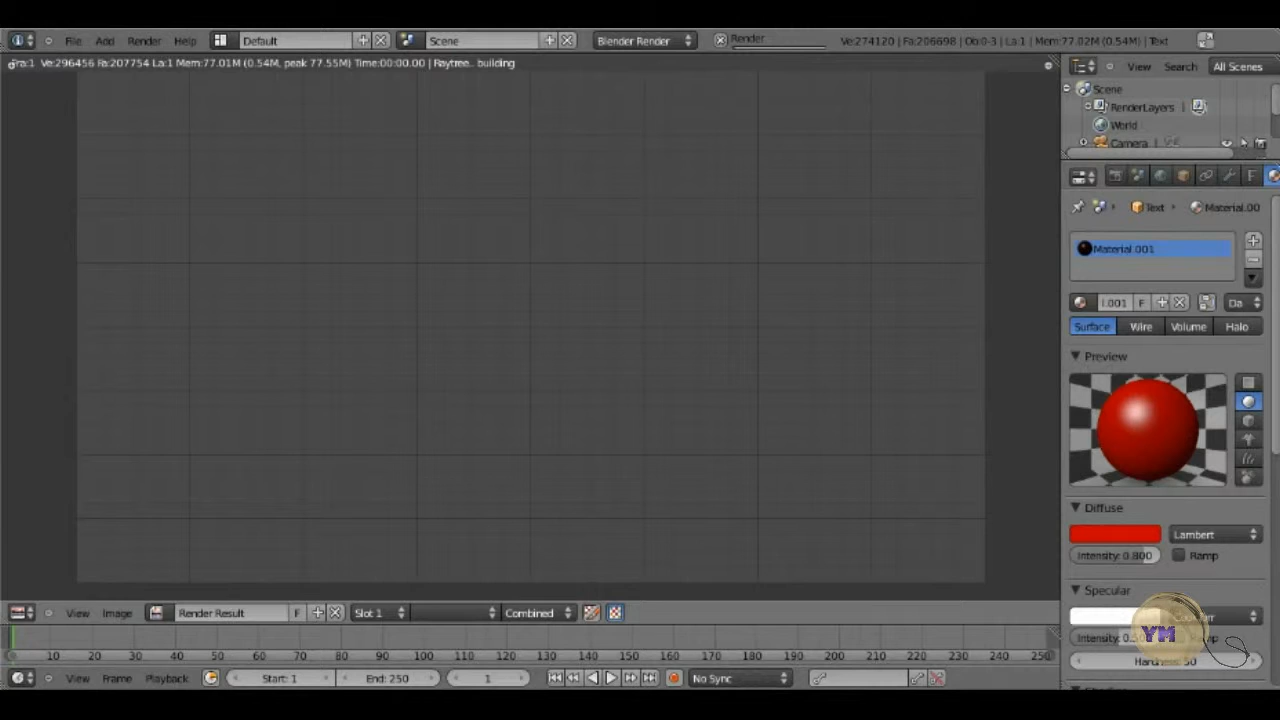 File Add Render Help Default Scene Blender Render Render Ve:274120 | Fa:206698 | Ob:0-3 | La:1 | Mem:77.02M (0.54M) | Text
Fra:1 Ve:296456 Fa:207754 La:1 Mem:77.01M (0.54M, peak 77.55M) Time:00:00.00 | Raytree.. building
View Search All Scenes
Scene
RenderLayers |
World
Camera |
Text Material.00
Material.001
I.001 F Da
Surface Wire Volume Halo
Preview
Diffuse
Lambert
Intensity: 0.800 Ramp
Specular
YM
View Image Render Result F Slot 1 Combined
10 20 30 40 50 60 70 80 90 100 110 120 130 140 150 160 170 180 190 200 210 220 230 240 250
View Frame Playback Start: 1 End: 250 1 No Sync